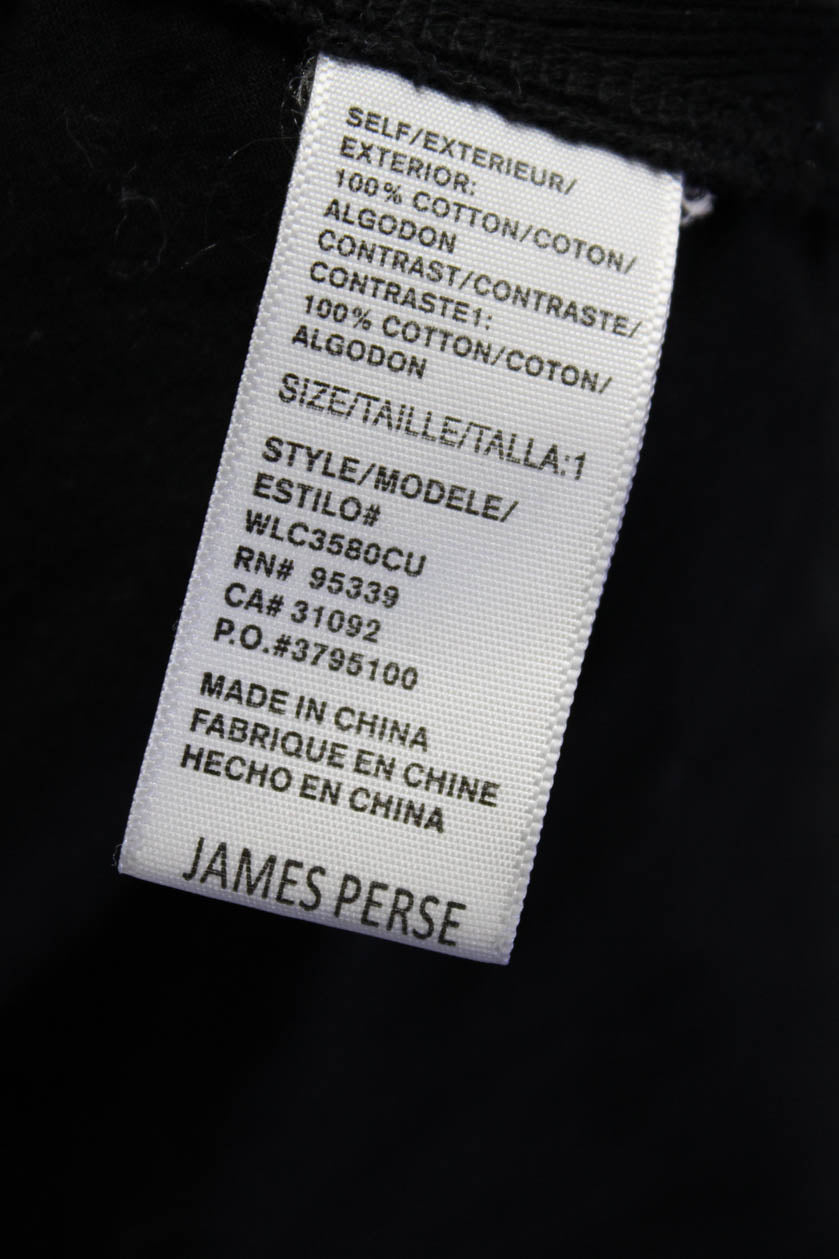 SELF/EXTERIEUR/
EXTERIOR:
100% COTTON/COTON/
ALGODON
CONTRAST/CONTRASTE/
CONTRASTE1:
100% COTTON/COTON/
ALGODON
SIZE/TAILLE/TALLA:1
STYLE/MODELE/
ESTILO#
WLC3580CU
RN# 95339
CA# 31092
P.O.#3795100
MADE IN CHINA
FABRIQUE EN CHINE
HECHO EN CHINA
JAMES PERSE